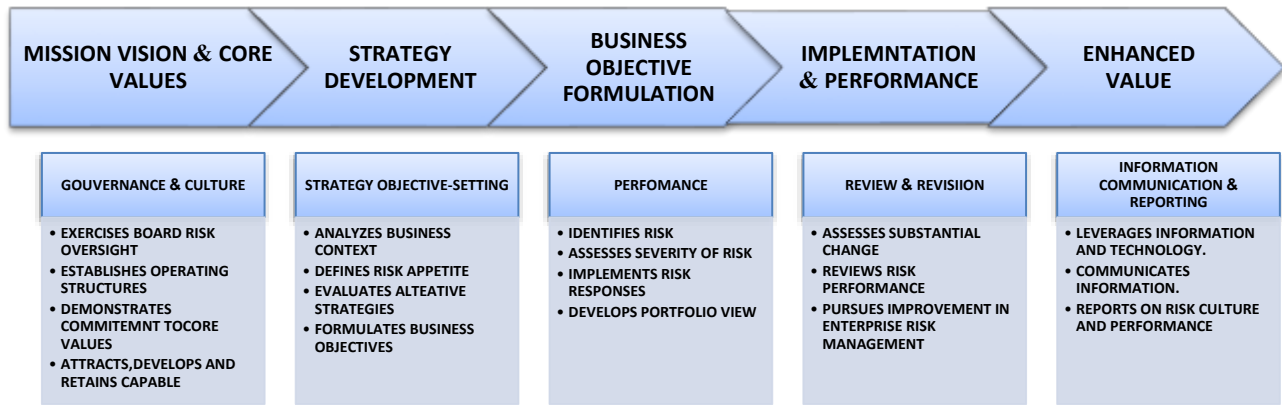 MISSION VISION & CORE
VALUES
STRATEGY
DEVELOPMENT
BUSINESS
OBJECTIVE
FORMULATION
IMPLEMNTATION
& PERFORMANCE
ENHANCED
VALUE
GOUVERNANCE & CULTURE
• EXERCISES BOARD RISK
OVERSIGHT
• ESTABLISHES OPERATING
STRUCTURES
• DEMONSTRATES
COMMITEMNT TOCORE
VALUES
• ATTRACTS,DEVELOPS AND
RETAINS CAPABLE
STRATEGY OBJECTIVE-SETTING
• ANALYZES BUSINESS
CONTEXT
• DEFINES RISK APPETITE
• EVALUATES ALTEATIVE
STRATEGIES
• FORMULATES BUSINESS
OBJECTIVES
PERFOMANCE
• IDENTIFIES RISK
• ASSESSES SEVERITY OF RISK
• IMPLEMENTS RISK
RESPONSES
• DEVELOPS PORTFOLIO VIEW
REVIEW & REVISIION
• ASSESSES SUBSTANTIAL
CHANGE
• REVIEWS RISK
PERFORMANCE
• PURSUES IMPROVEMENT IN
ENTERPRISE RISK
MANAGEMENT
INFORMATION
COMMUNICATION &
REPORTING
• LEVERAGES INFORMATION
AND TECHNOLOGY.
• COMMUNICATES
INFORMATION.
• REPORTS ON RISK CULTURE
AND PERFORMANCE